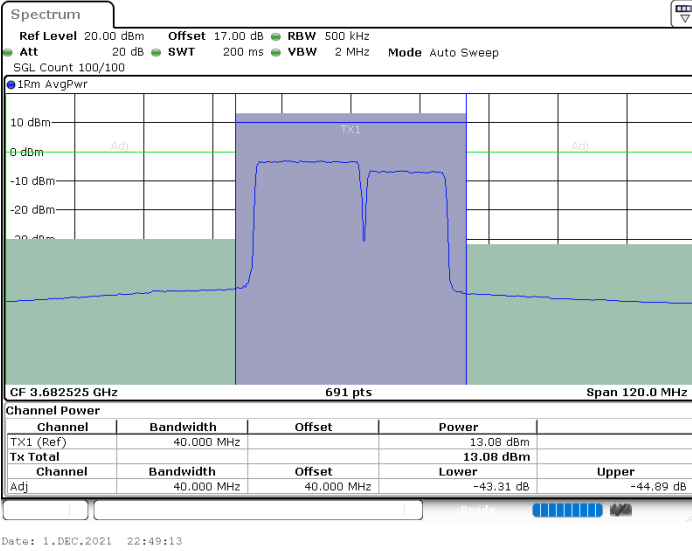 Spectrum
Ref Level 20.00 dBm Offset 17.00 dB RBW 500 kHz
Att 20 dB SWT 200 ms VBW 2 MHz Mode Auto Sweep
SGL Count 100/100
1Rm AvgPwr
10 dBm
TX1
Adj Adj
0 dBm
-10 dBm
-20 dBm
CF 3.682525 GHz 691 pts Span 120.0 MHz
Channel Power
Channel Bandwidth Offset Power
TX1 (Ref) 40.000 MHz 13.08 dBm
Tx Total 13.08 dBm
Channel Bandwidth Offset Lower Upper
Adj 40.000 MHz 40.000 MHz -43.31 dB -44.89 dB
Ready
Date: 1.DEC.2021 22:49:13